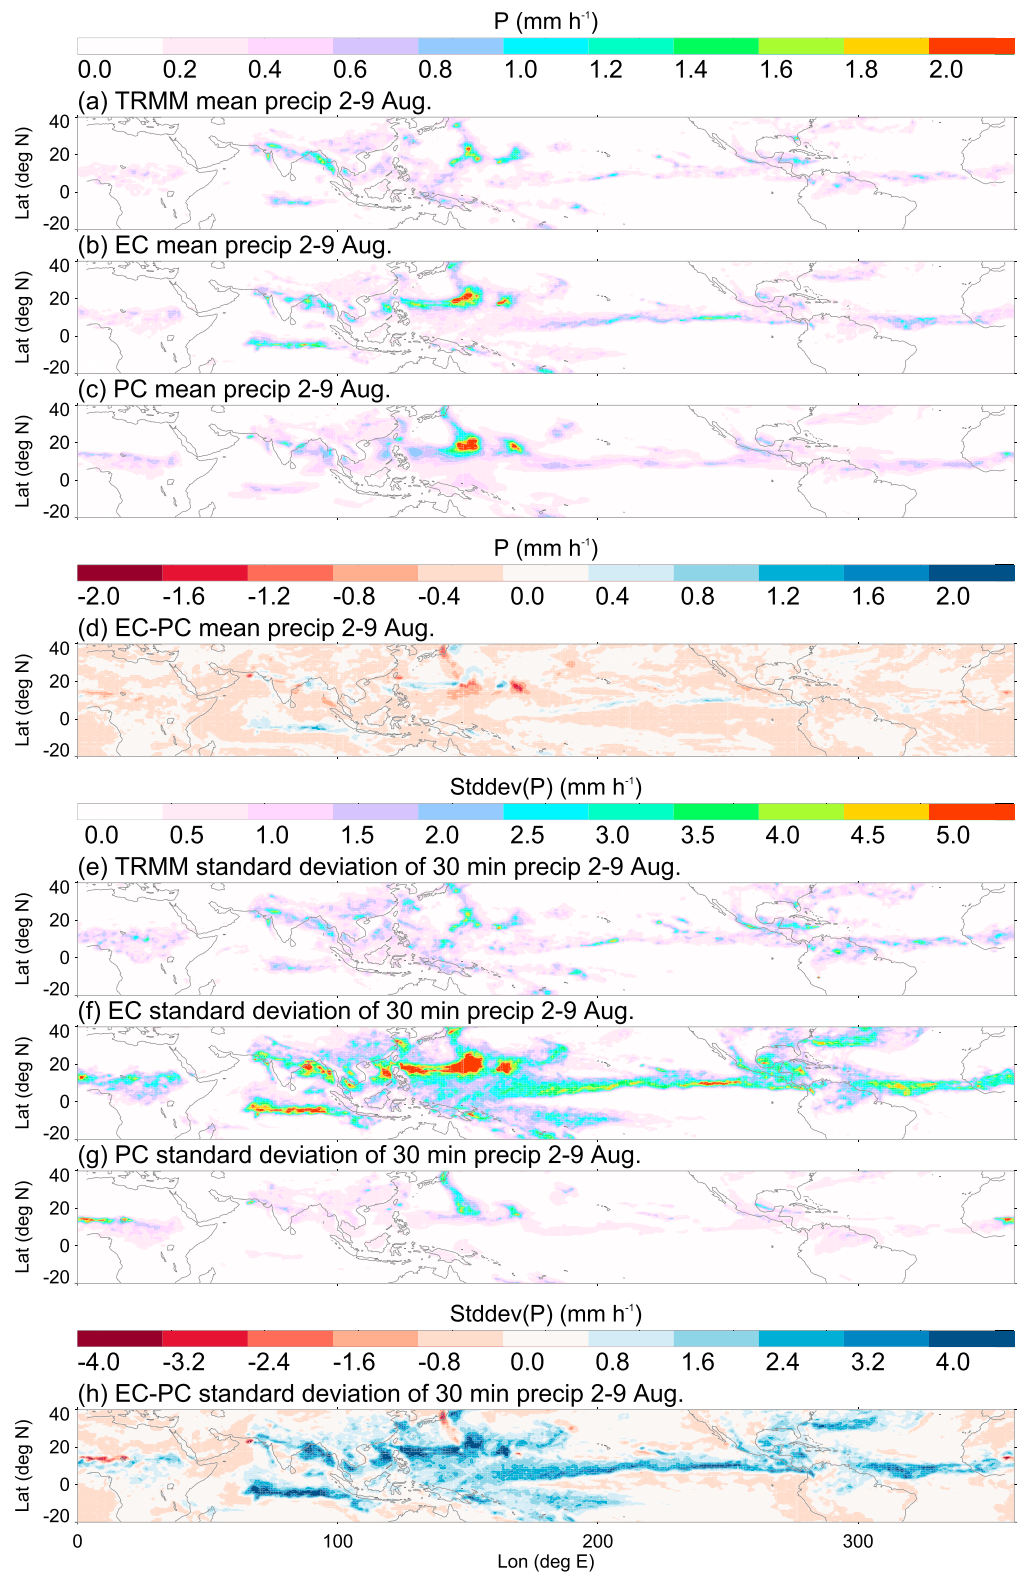 P (mm h⁻¹)
0.0 0.2 0.4 0.6 0.8 1.0 1.2 1.4 1.6 1.8 2.0
(a) TRMM mean precip 2-9 Aug.
40
20
0
-20
Lat (deg N)
(b) EC mean precip 2-9 Aug.
40
20
0
-20
Lat (deg N)
(c) PC mean precip 2-9 Aug.
40
20
0
-20
Lat (deg N)
0 100 200 300
P (mm h⁻¹)
-2.0 -1.6 -1.2 -0.8 -0.4 0.0 0.4 0.8 1.2 1.6 2.0
(d) EC-PC mean precip 2-9 Aug.
40
20
0
-20
Lat (deg N)
Stddev(P) (mm h⁻¹)
0.0 0.5 1.0 1.5 2.0 2.5 3.0 3.5 4.0 4.5 5.0
(e) TRMM standard deviation of 30 min precip 2-9 Aug.
40
20
0
-20
Lat (deg N)
(f) EC standard deviation of 30 min precip 2-9 Aug.
40
20
0
-20
Lat (deg N)
(g) PC standard deviation of 30 min precip 2-9 Aug.
40
20
0
-20
Lat (deg N)
Stddev(P) (mm h⁻¹)
-4.0 -3.2 -2.4 -1.6 -0.8 0.0 0.8 1.6 2.4 3.2 4.0
(h) EC-PC standard deviation of 30 min precip 2-9 Aug.
40
20
0
-20
Lat (deg N)
0 100 200 300
Lon (deg E)